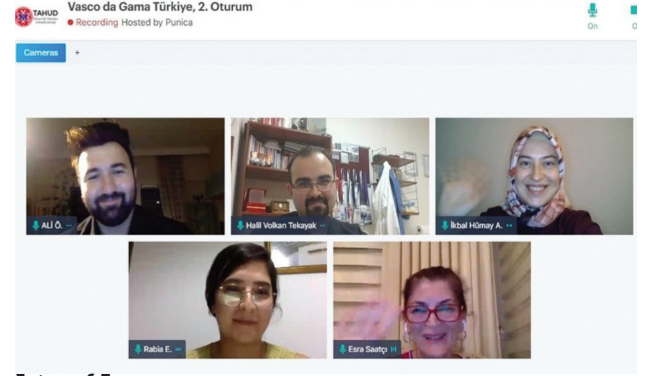 TAHUD
Vasco da Gama Türkiye, 2. Oturum
Recording Hosted by Punica
On
Cameras +
ALİ Ö.
Halil Volkan Tekayak
İkbal Hümay A.
Rabia E.
Esra Saatçı